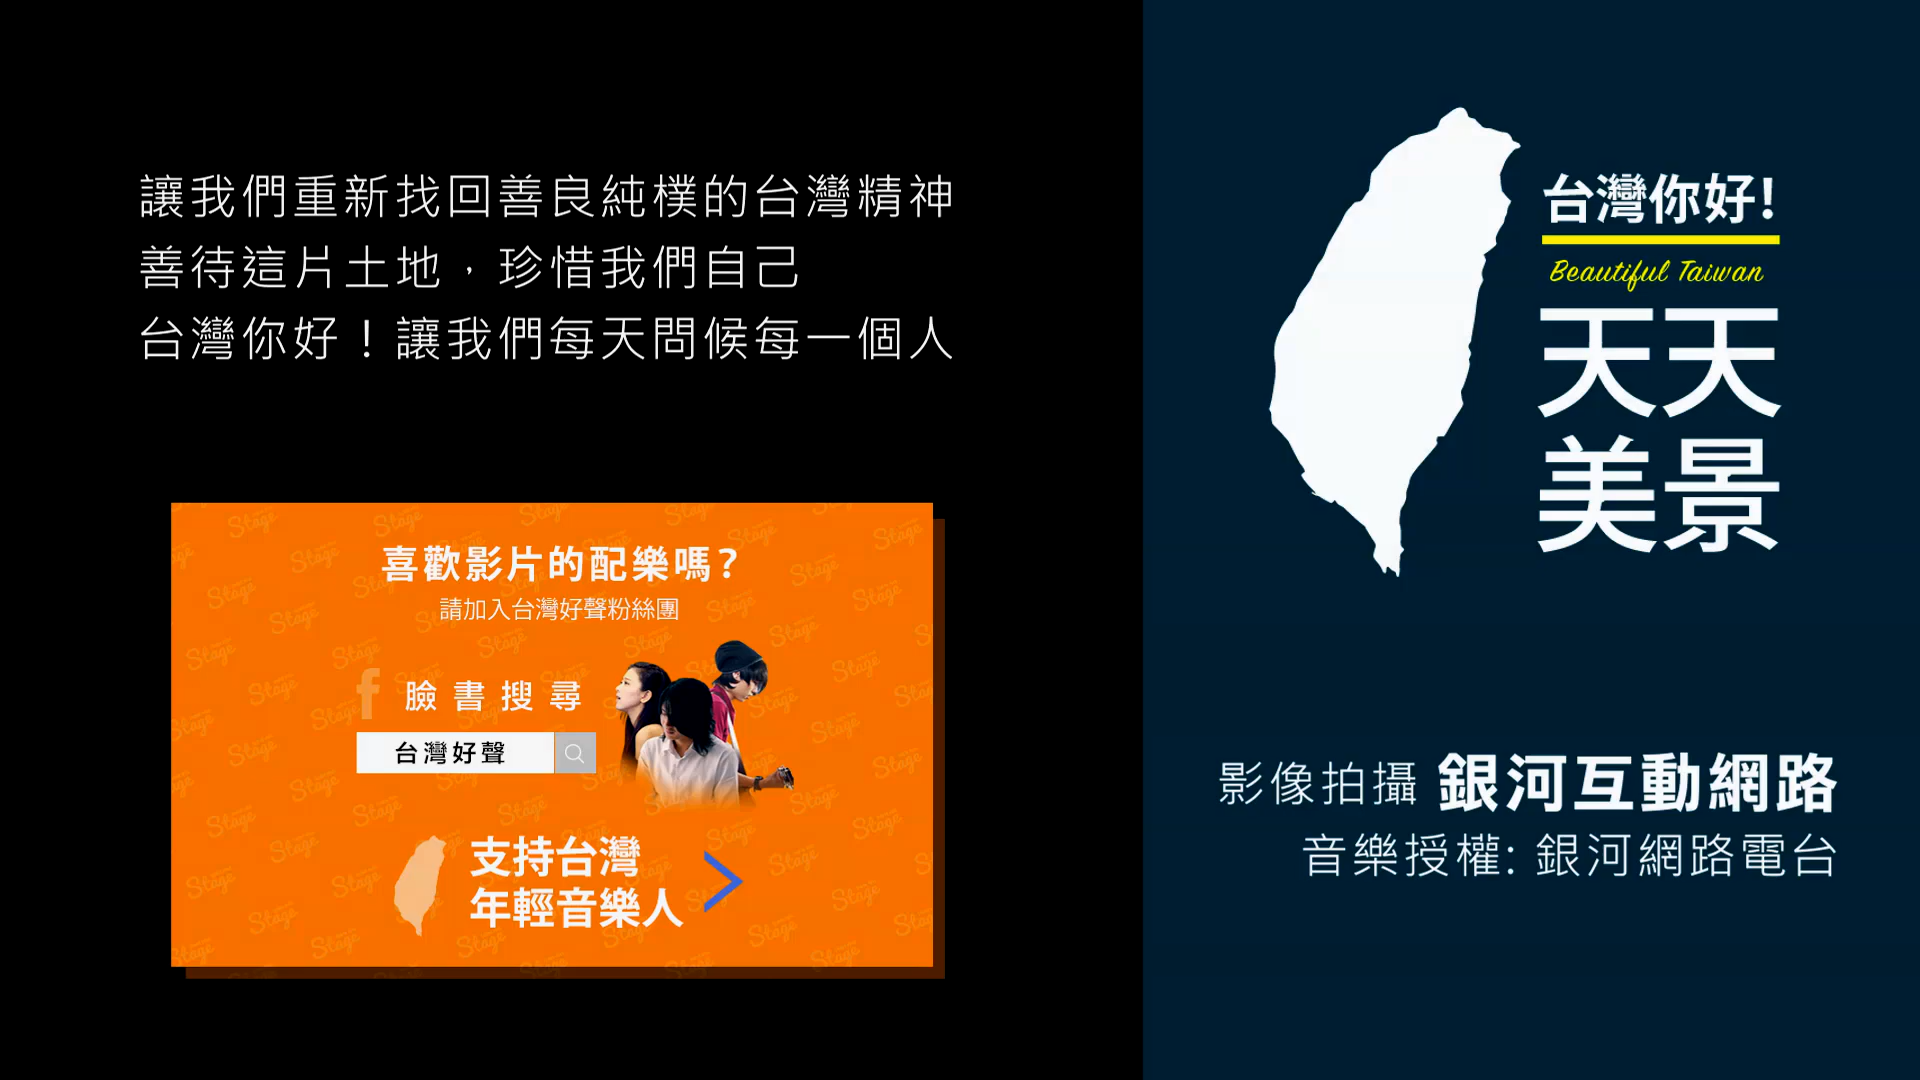 讓我們重新找回善良純樸的台灣精神
善待這片土地，珍惜我們自己
台灣你好！讓我們每天問候每一個人
喜歡影片的配樂嗎？
請加入台灣好聲粉絲團
f 臉書搜尋
台灣好聲
支持台灣
年輕音樂人
台灣你好!
Beautiful Taiwan
天天
美景
影像拍攝 銀河互動網路
音樂授權: 銀河網路電台